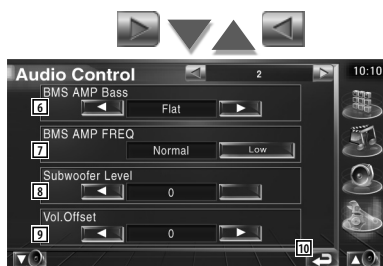 Audio Control 2 10:10
BMS AMP Bass
6 Flat
BMS AMP FREQ
7 Normal Low
Subwoofer Level
8 0
Vol.Offset
9 0
10